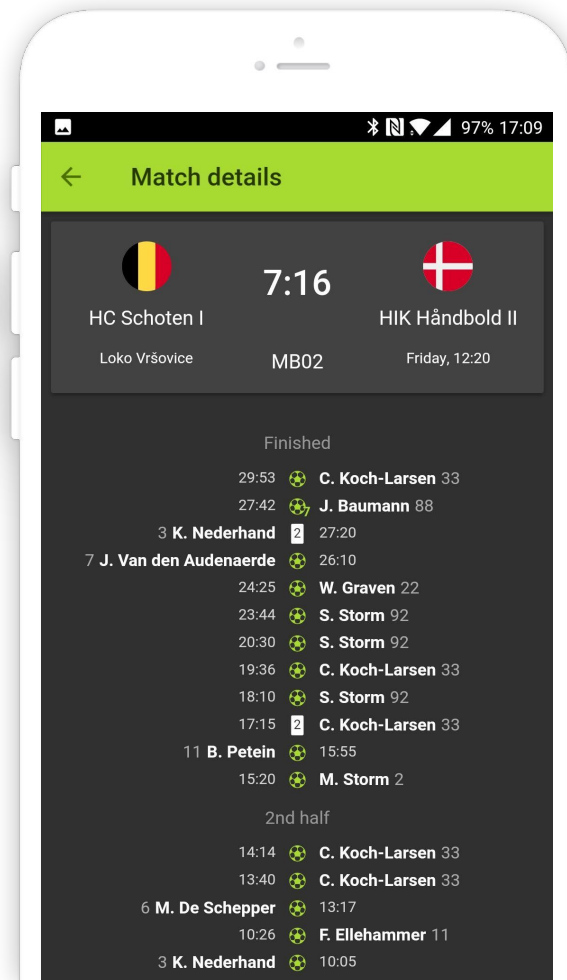 97% 17:09
Match details
7:16
HC Schoten I HIK Håndbold II
Loko Vršovice MB02 Friday, 12:20
Finished
29:53 C. Koch-Larsen 33
27:42 7 J. Baumann 88
3 K. Nederhand 2 27:20
7 J. Van den Audenaerde 26:10
24:25 W. Graven 22
23:44 S. Storm 92
20:30 S. Storm 92
19:36 C. Koch-Larsen 33
18:10 S. Storm 92
17:15 2 C. Koch-Larsen 33
11 B. Petein 15:55
15:20 M. Storm 2
2nd half
14:14 C. Koch-Larsen 33
13:40 C. Koch-Larsen 33
6 M. De Schepper 13:17
10:26 F. Ellehammer 11
3 K. Nederhand 10:05